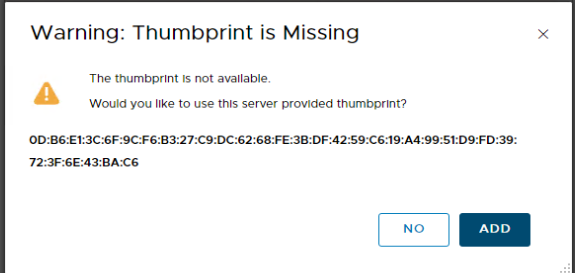 Warning: Thumbprint is Missing
The thumbprint is not available.
Would you like to use this server provided thumbprint?
0D:B6:E1:3C:6F:9C:F6:B3:27:C9:DC:62:68:FE:3B:DF:42:59:C6:19:A4:99:51:D9:FD:39:
72:3F:6E:43:BA:C6
NO
ADD